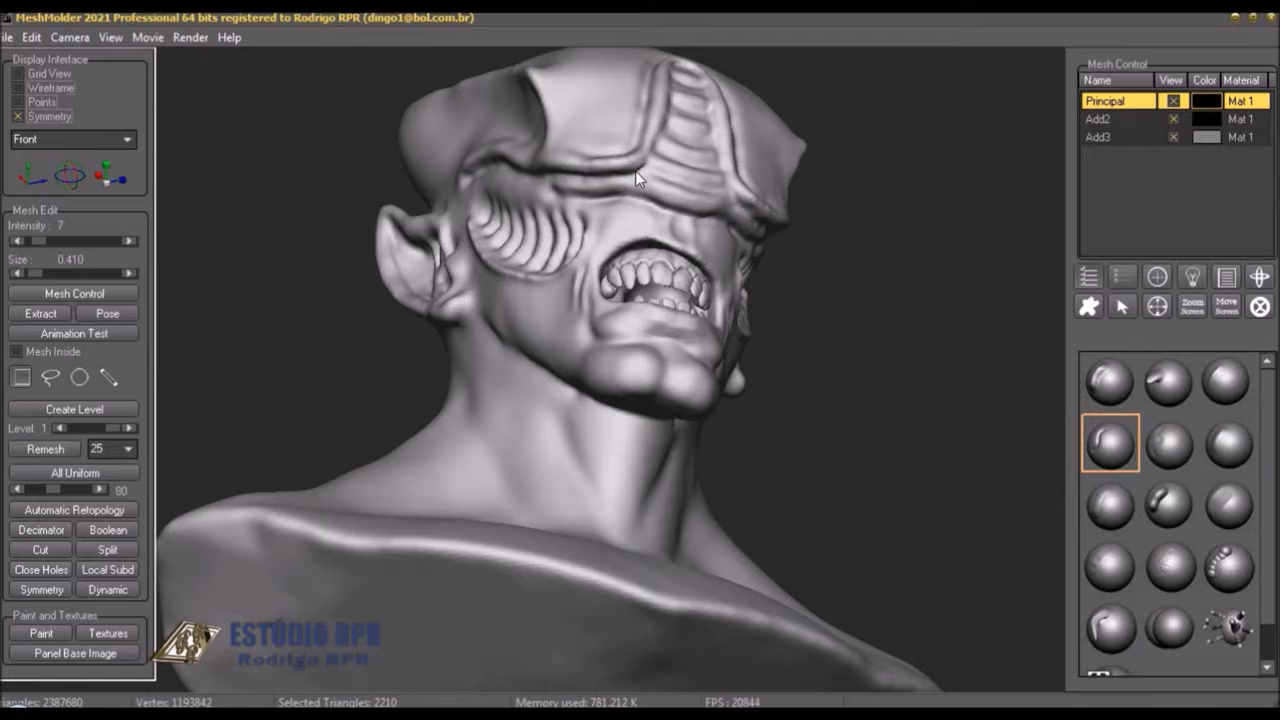 MeshMolder 2021 Professional 64 bits registered to Rodrigo RPR (dingo1@bol.com.br)
ile Edit Camera View Movie Render Help
Display Interface
Grid View
Wireframe
Points
Symmetry
Front
Mesh Edit
Intensity : 7
Size : 0.410
Mesh Control
Extract Pose
Animation Test
Mesh Inside
Create Level
Level: 1
Remesh 25
All Uniform
80
Automatic Retopology
Decimator Boolean
Cut Split
Close Holes Local Subd
Symmetry Dynamic
Paint and Textures
Paint Textures
Panel Base Image
Mesh Control
Name View Color Material
Principal Mat 1
Add2 Mat 1
Add3 Mat 1
Zoom Screen
Move Screen
ESTÚDIO RPR
Rodrigo RPR
iangles: 2387680 Vertex: 1193842 Selected Triangles: 2210 Memory used: 781.212 K FPS : 20844